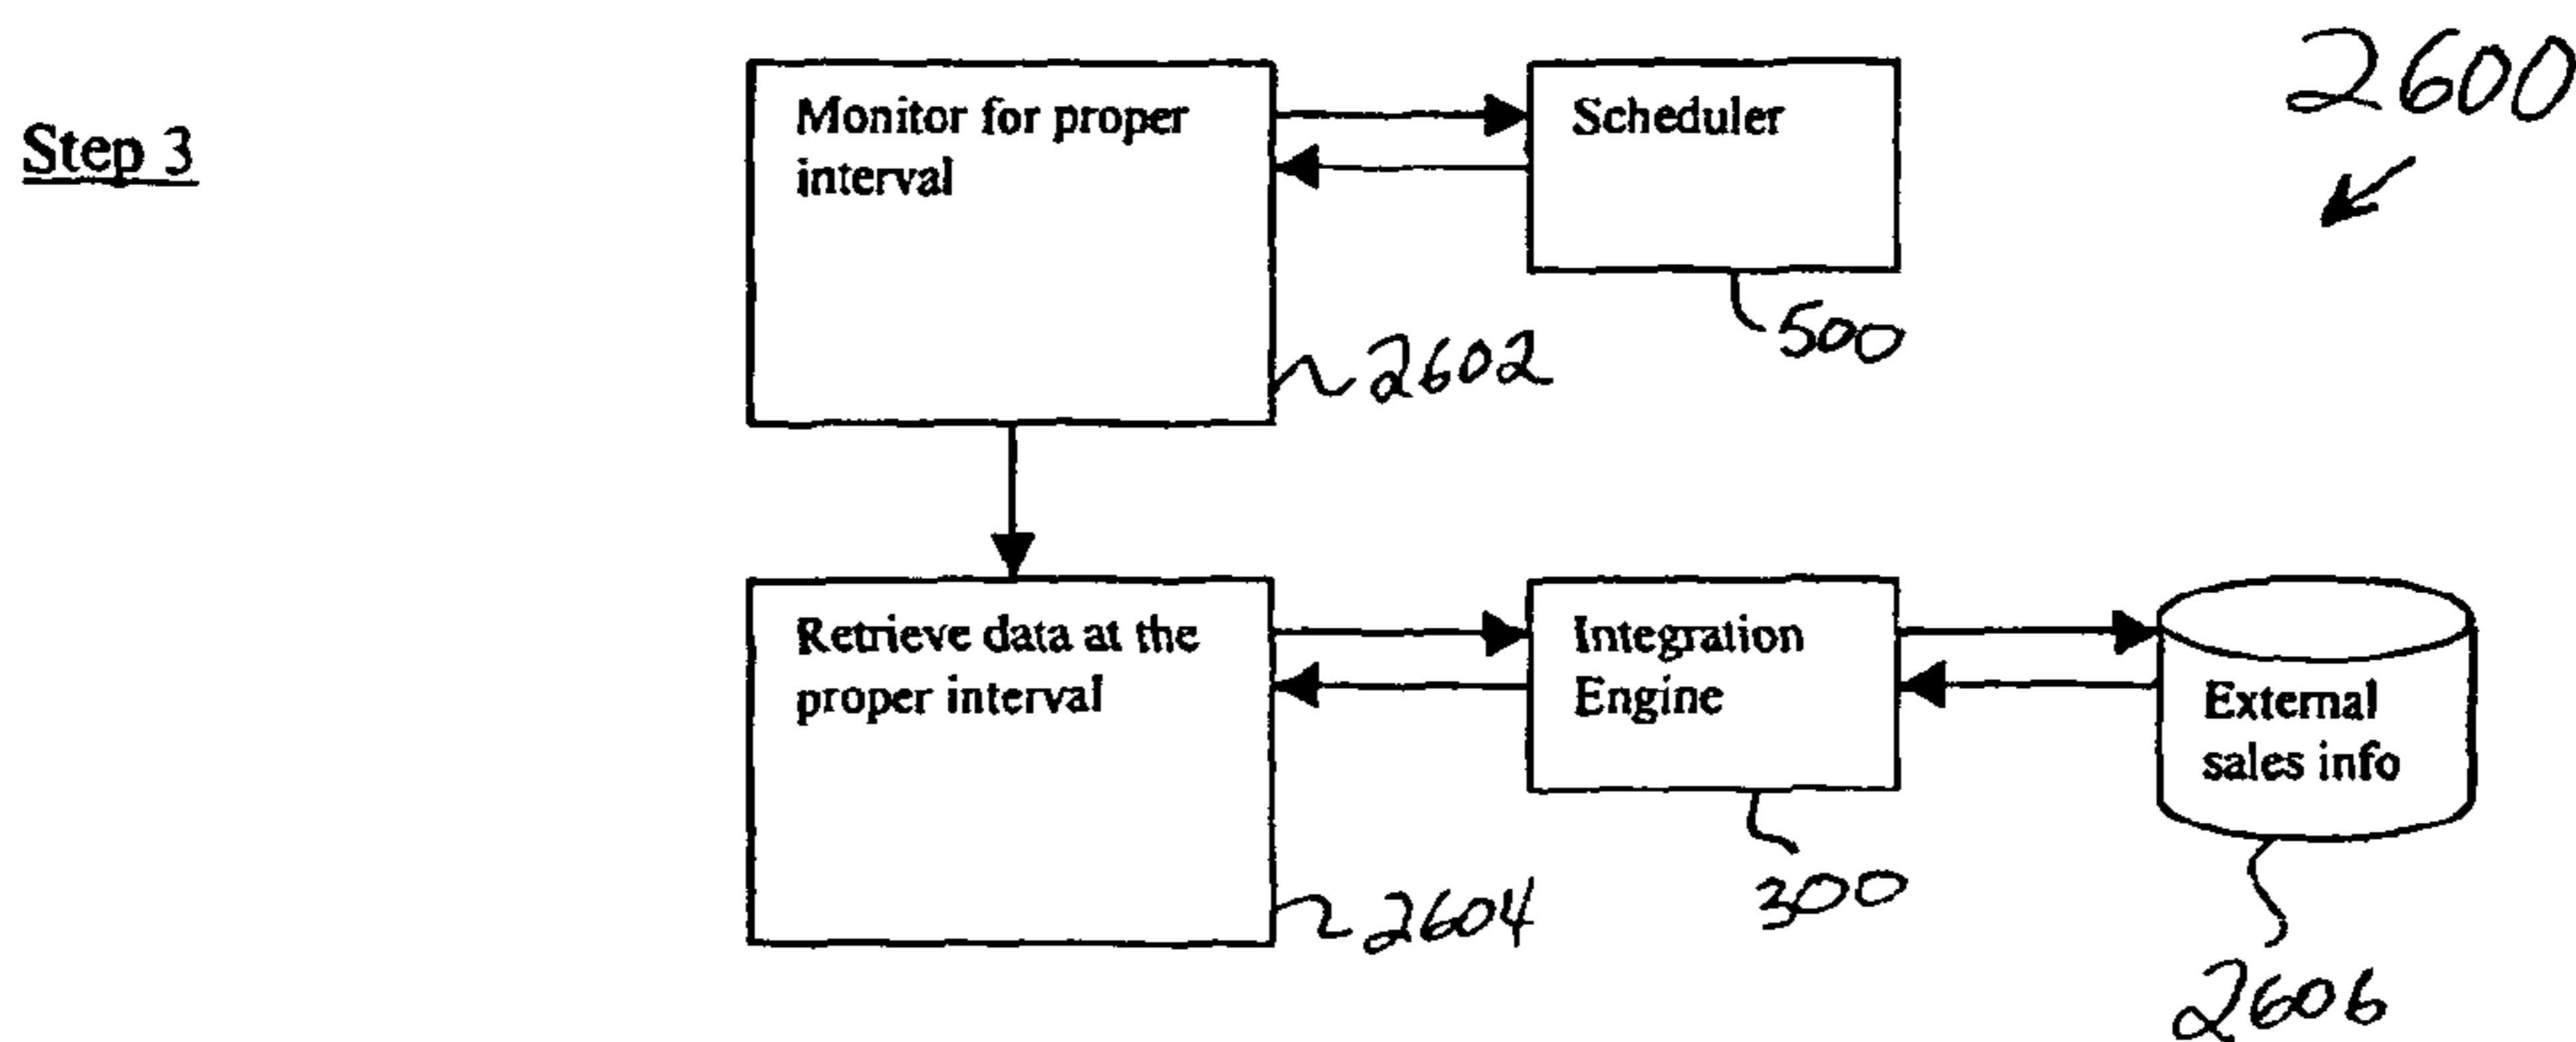 2600
Step 3
Monitor for proper
interval
Scheduler
500
2602
Retrieve data at the
proper interval
Integration
Engine
External
sales info
300
2604
2606